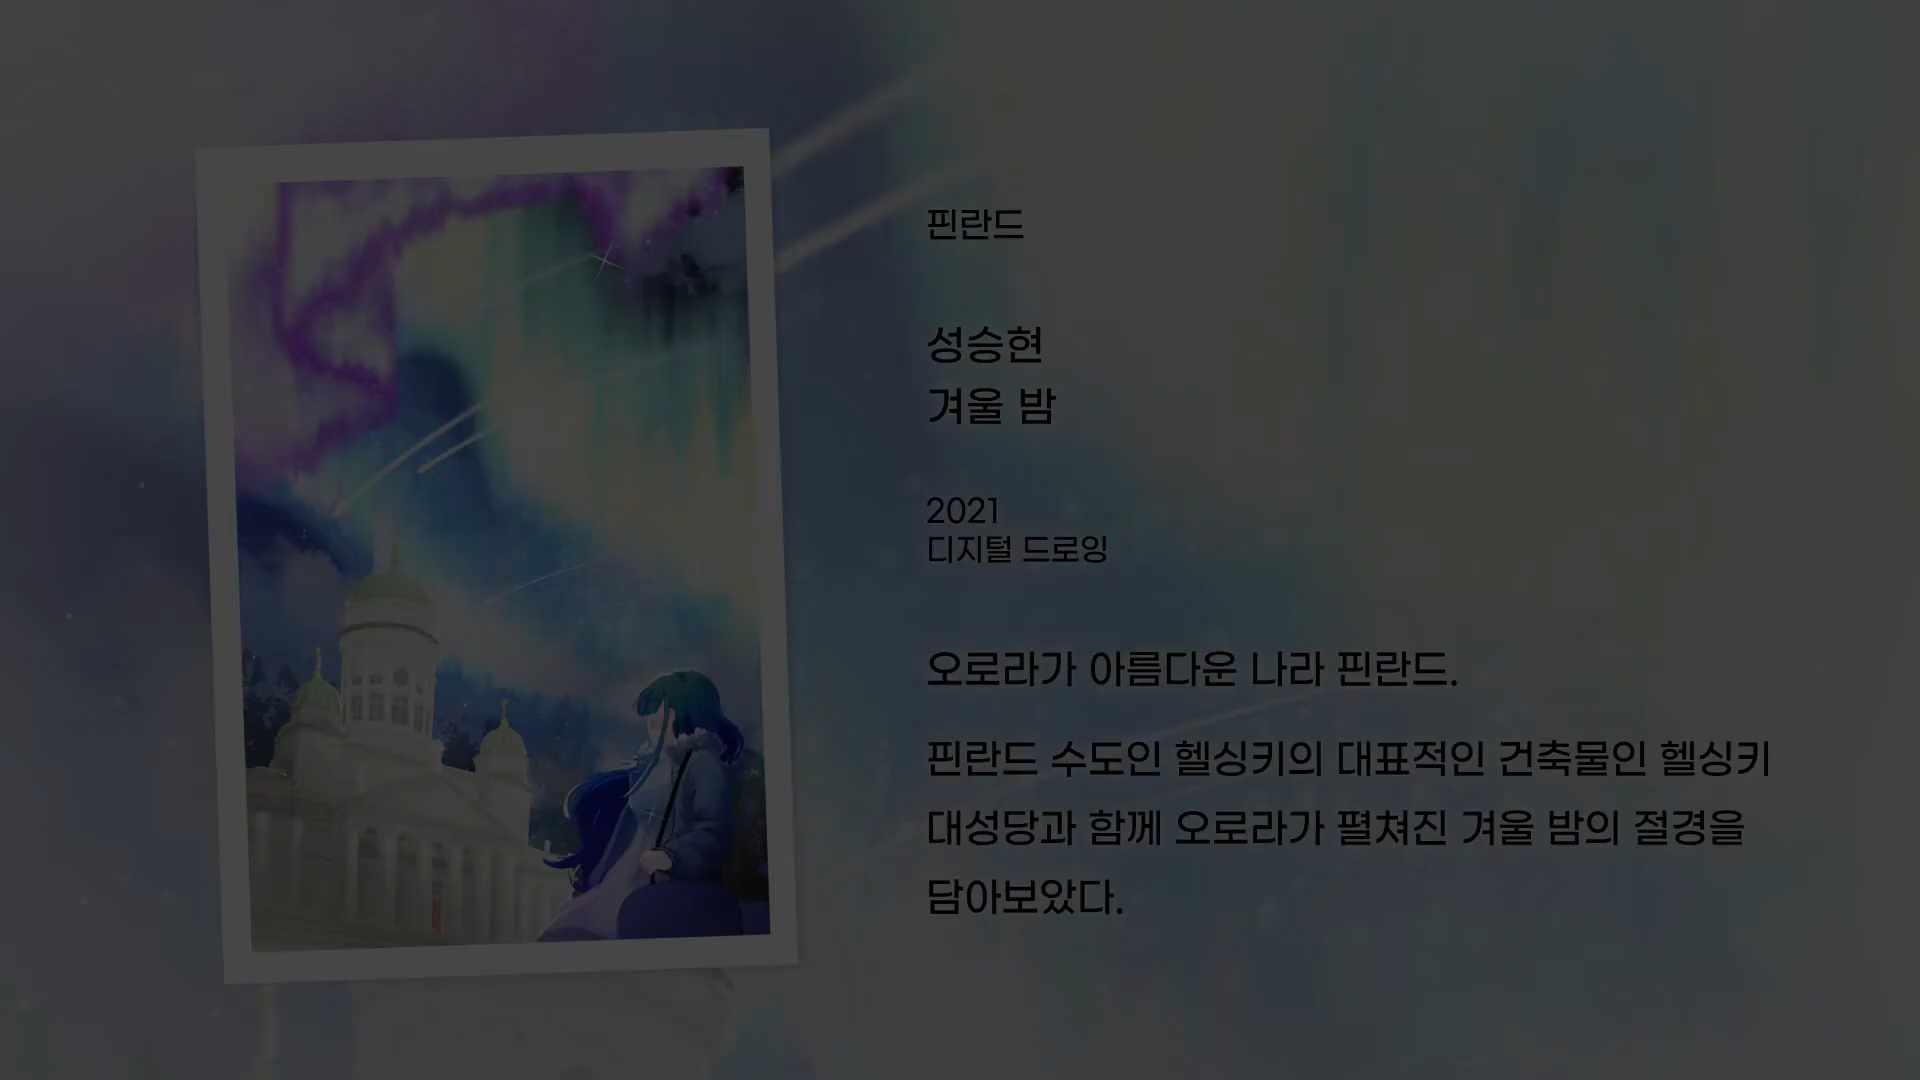 핀란드
성승현
겨울 밤
2021
디지털 드로잉
오로라가 아름다운 나라 핀란드.
핀란드 수도인 헬싱키의 대표적인 건축물인 헬싱키
대성당과 함께 오로라가 펼쳐진 겨울 밤의 절경을
담아보았다.